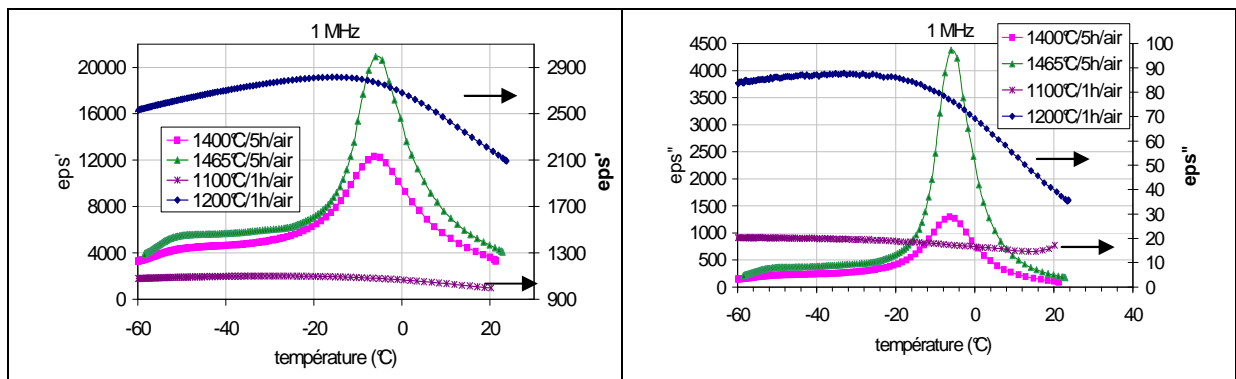 1 MHz
20000
16000
12000
8000
4000
0
eps'
2900
2500
2100
1700
1300
900
eps'
1400°C/5h/air
1465°C/5h/air
1100°C/1h/air
1200°C/1h/air
-60 -40 -20 0 20
température (°C)
1 MHz
4500
4000
3500
3000
2500
2000
1500
1000
500
0
eps"
100
90
80
70
60
50
40
30
20
10
0
eps"
1400°C/5h/air
1465°C/5h/air
1100°C/1h/air
1200°C/1h/air
-60 -40 -20 0 20 40
température (°C)